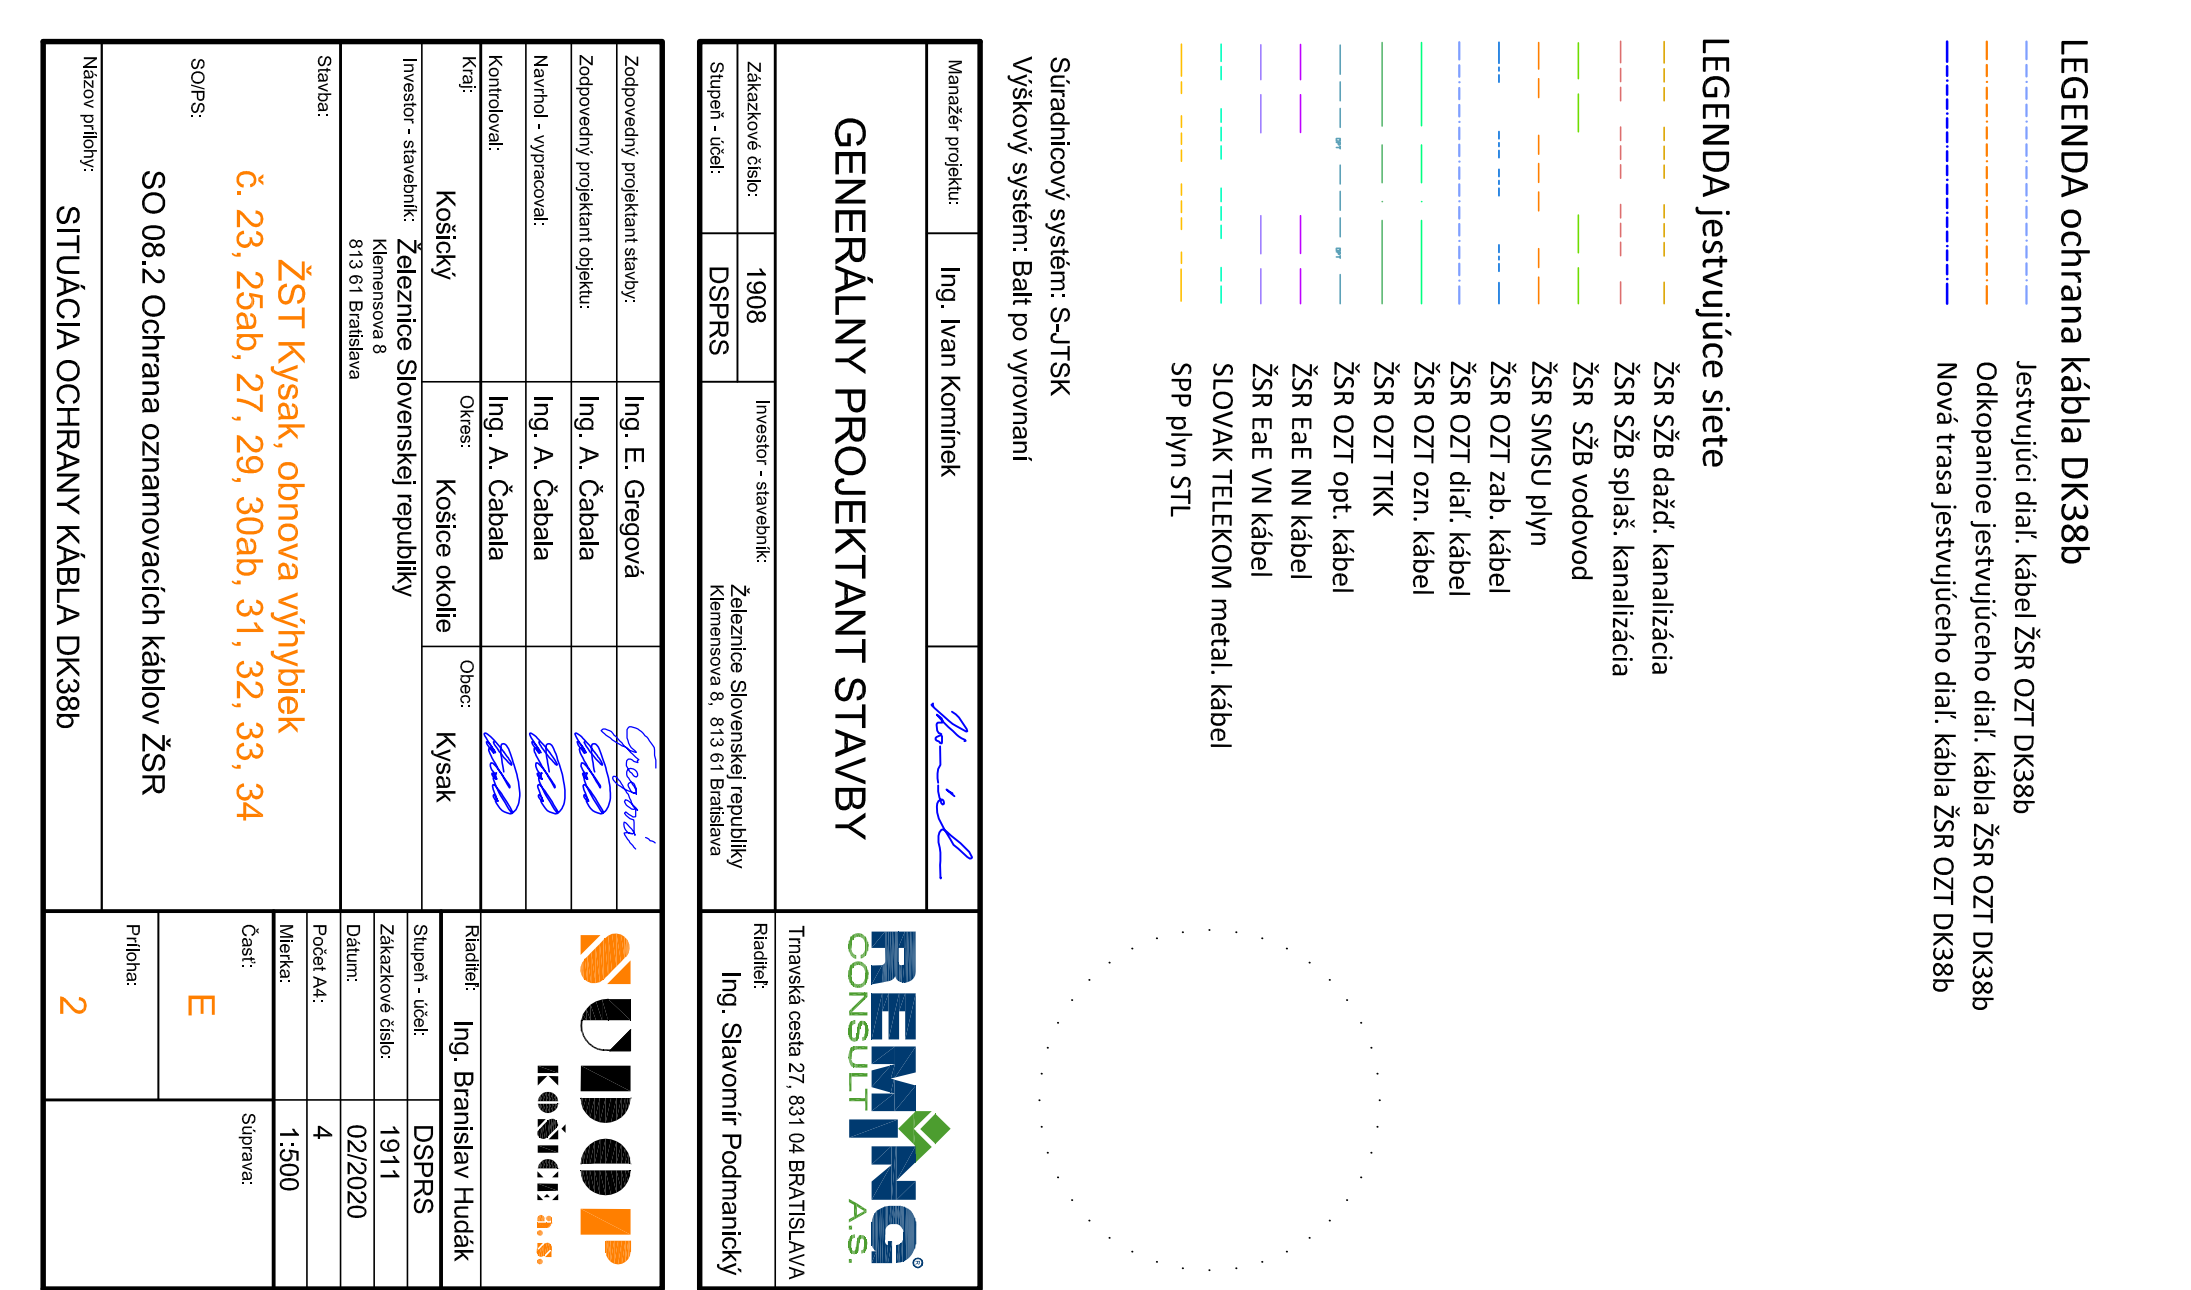 LEGENDA ochrana kábla DK38b
Jestvujúci diaľ. kábel ŽSR OZT DK38b
Odkopanioe jestvujúceho diaľ. kábla ŽSR OZT DK38b
Nová trasa jestvujúceho diaľ. kábla ŽSR OZT DK38b
LEGENDA jestvujúce siete
ŽSR SŽB dažď. kanalizácia
ŽSR SŽB splaš. kanalizácia
ŽSR SŽB vodovod
ŽSR SMSU plyn
ŽSR OZT zab. kábel
ŽSR OZT diaľ. kábel
ŽSR OZT ozn. kábel
ŽSR OZT TKK
ŽSR OZT opt. kábel
ŽSR EaE NN kábel
ŽSR EaE VN kábel
SLOVAK TELEKOM metal. kábel
SPP plyn STL
Súradnicový systém: S-JTSK
Výškový systém: Balt po vyrovnaní
Manažér projektu:
Ing. Ivan Komínek
GENERÁLNY PROJEKTANT STAVBY
REMING®
CONSULT A.S.
Trnavská cesta 27, 831 04 BRATISLAVA
Zákazkové číslo:
1908
Stupeň - účel:
DSPRS
Investor - stavebník:
Železnice Slovenskej republiky
Klemensova 8, 813 61 Bratislava
Riaditeľ:
Ing. Slavomír Podmanický
Zodpovedný projektant stavby:
Ing. E. Gregová
Gregová
Zodpovedný projektant objektu:
Ing. A. Čabala
Navrhol - vypracoval:
Ing. A. Čabala
Kontroloval:
Ing. A. Čabala
SUDOP
KOŠICE a.s.
Kraj:
Košický
Okres:
Košice okolie
Obec:
Kysak
Riaditeľ:
Ing. Branislav Hudák
Investor - stavebník:
Železnice Slovenskej republiky
Klemensova 8
813 61 Bratislava
Stupeň - účel:
DSPRS
Zákazkové číslo:
1911
Dátum:
02/2020
Počet A4:
4
Mierka:
1:500
Stavba:
ŽST Kysak, obnova výhybiek
č. 23, 25ab, 27, 29, 30ab, 31, 32, 33, 34
SO/PS:
SO 08.2 Ochrana oznamovacích káblov ŽSR
Časť:
E
Súprava:
Názov prílohy:
SITUÁCIA OCHRANY KÁBLA DK38b
Príloha:
2